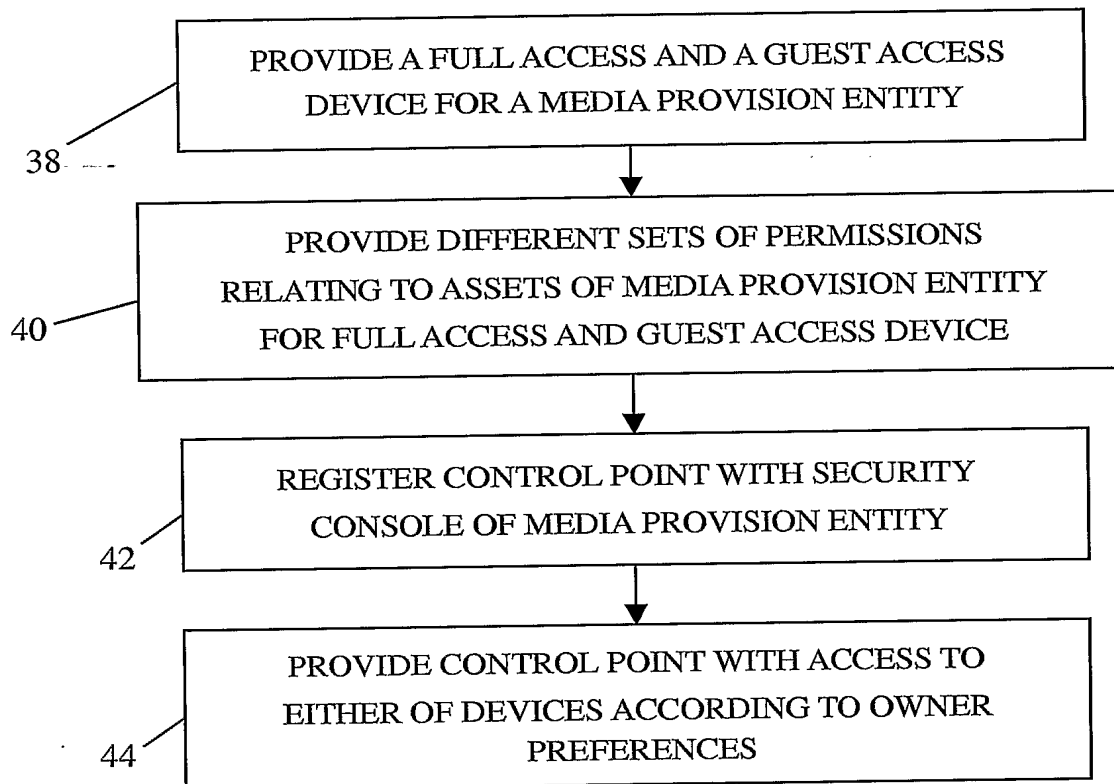 PROVIDE A FULL ACCESS AND A GUEST ACCESS
DEVICE FOR A MEDIA PROVISION ENTITY
38
PROVIDE DIFFERENT SETS OF PERMISSIONS
RELATING TO ASSETS OF MEDIA PROVISION ENTITY
FOR FULL ACCESS AND GUEST ACCESS DEVICE
40
REGISTER CONTROL POINT WITH SECURITY
CONSOLE OF MEDIA PROVISION ENTITY
42
PROVIDE CONTROL POINT WITH ACCESS TO
EITHER OF DEVICES ACCORDING TO OWNER
PREFERENCES
44